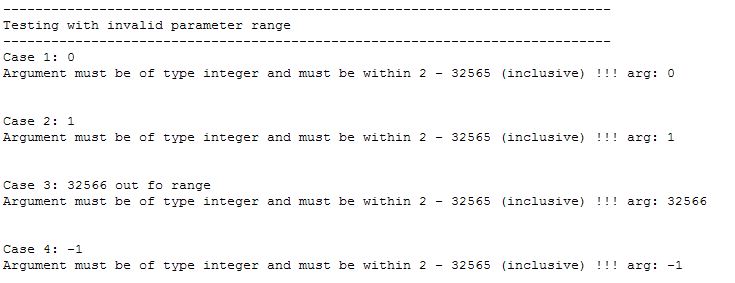 ----------------------------------------------------------------------------
Testing with invalid parameter range
----------------------------------------------------------------------------
Case 1: 0
Argument must be of type integer and must be within 2 - 32565 (inclusive) !!! arg: 0
Case 2: 1
Argument must be of type integer and must be within 2 - 32565 (inclusive) !!! arg: 1
Case 3: 32566 out fo range
Argument must be of type integer and must be within 2 - 32565 (inclusive) !!! arg: 32566
Case 4: -1
Argument must be of type integer and must be within 2 - 32565 (inclusive) !!! arg: -1